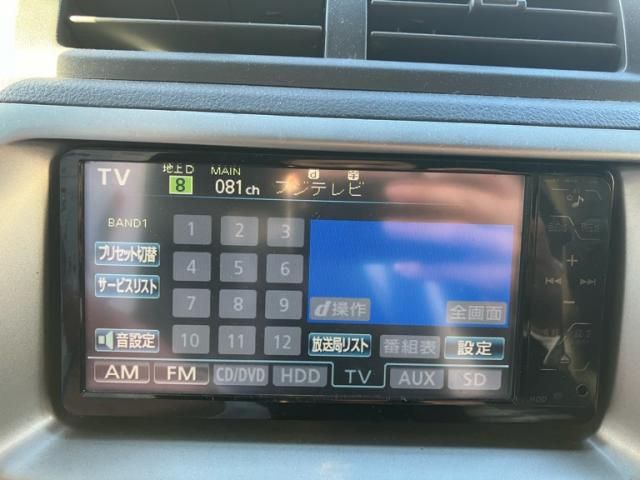 TV 地上D 8 MAIN 081ch フジテレビ
BAND1
プリセット切替
サービスリスト
音設定
1 2 3
4 5 6
7 8 9
10 11 12
d操作 全画面
放送局リスト 番組表 設定
AM FM CD/DVD HDD TV AUX SD
HDD